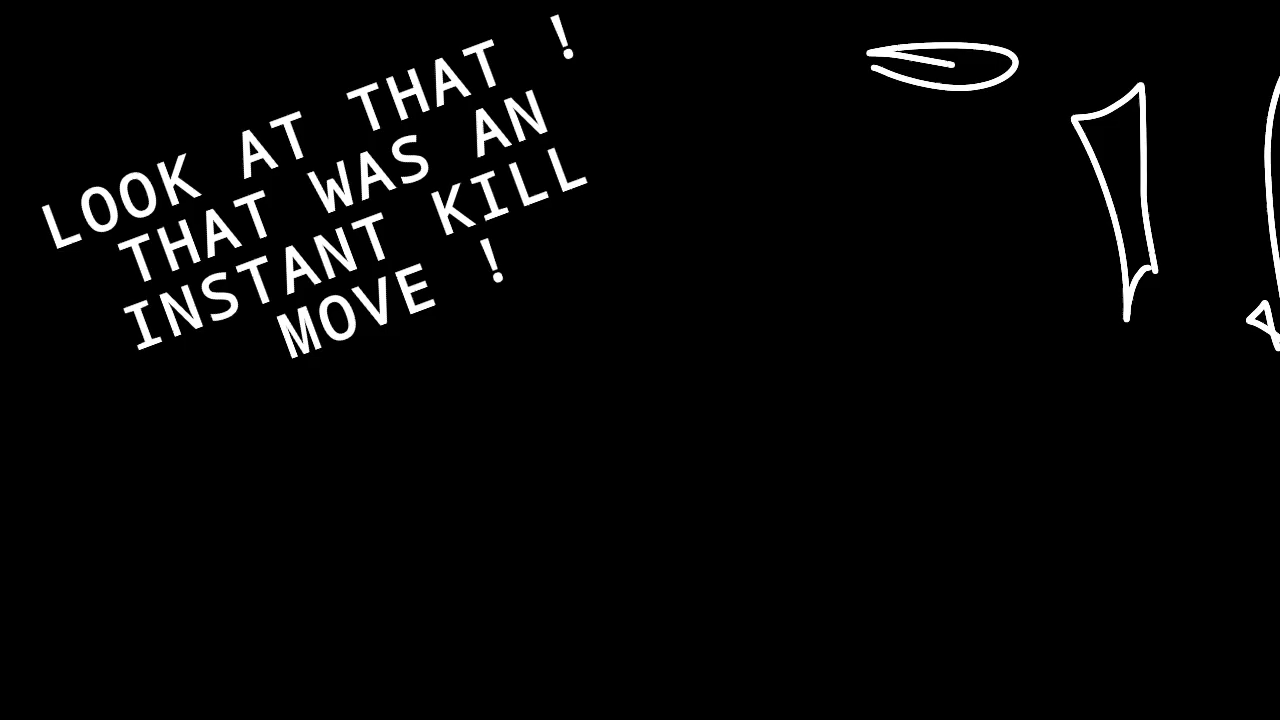 LOOK AT THAT !
THAT WAS AN
INSTANT KILL
MOVE !